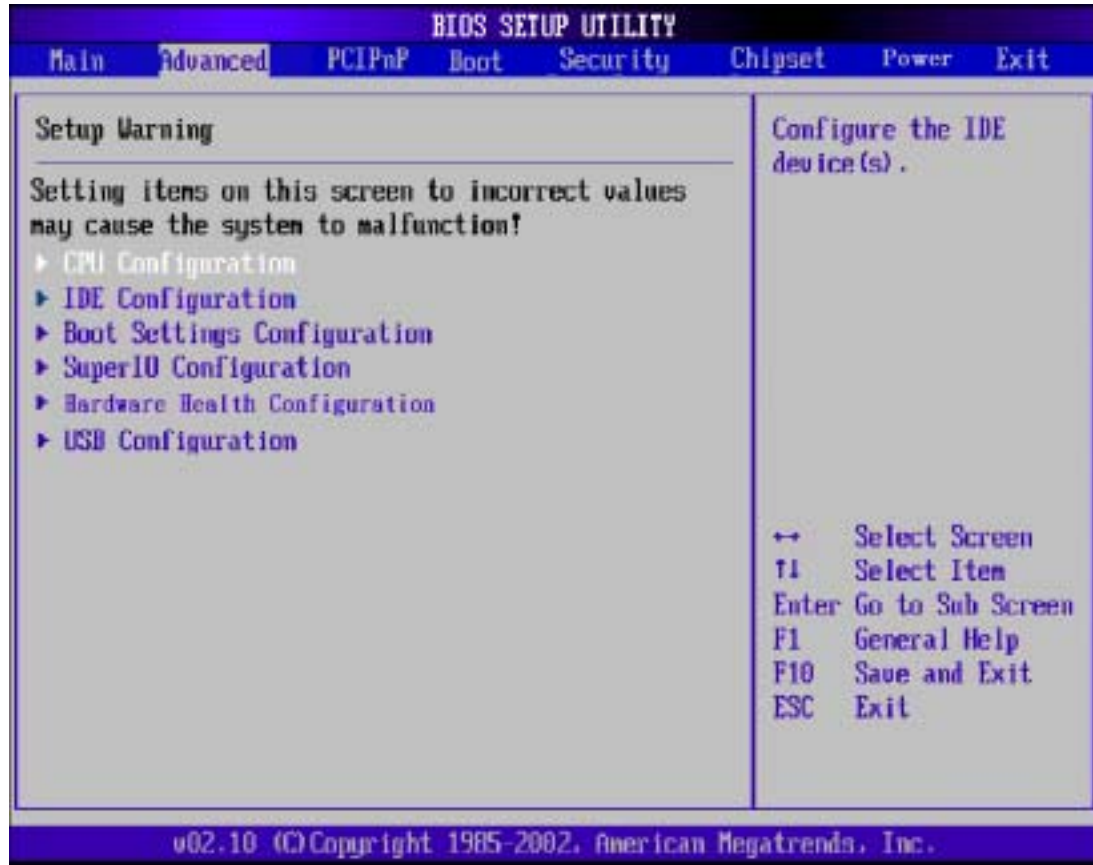 BIOS SETUP UTILITY
Main Advanced PCIPnP Boot Security Chipset Power Exit
Setup Warning
Setting items on this screen to incorrect values
may cause the system to malfunction!
CPU Configuration
IDE Configuration
Boot Settings Configuration
SuperIO Configuration
Hardware Health Configuration
USB Configuration
Configure the IDE
device(s).
↔ Select Screen
↑↓ Select Item
Enter Go to Sub Screen
F1 General Help
F10 Save and Exit
ESC Exit
v02.10 (C)Copyright 1985-2002, American Megatrends, Inc.